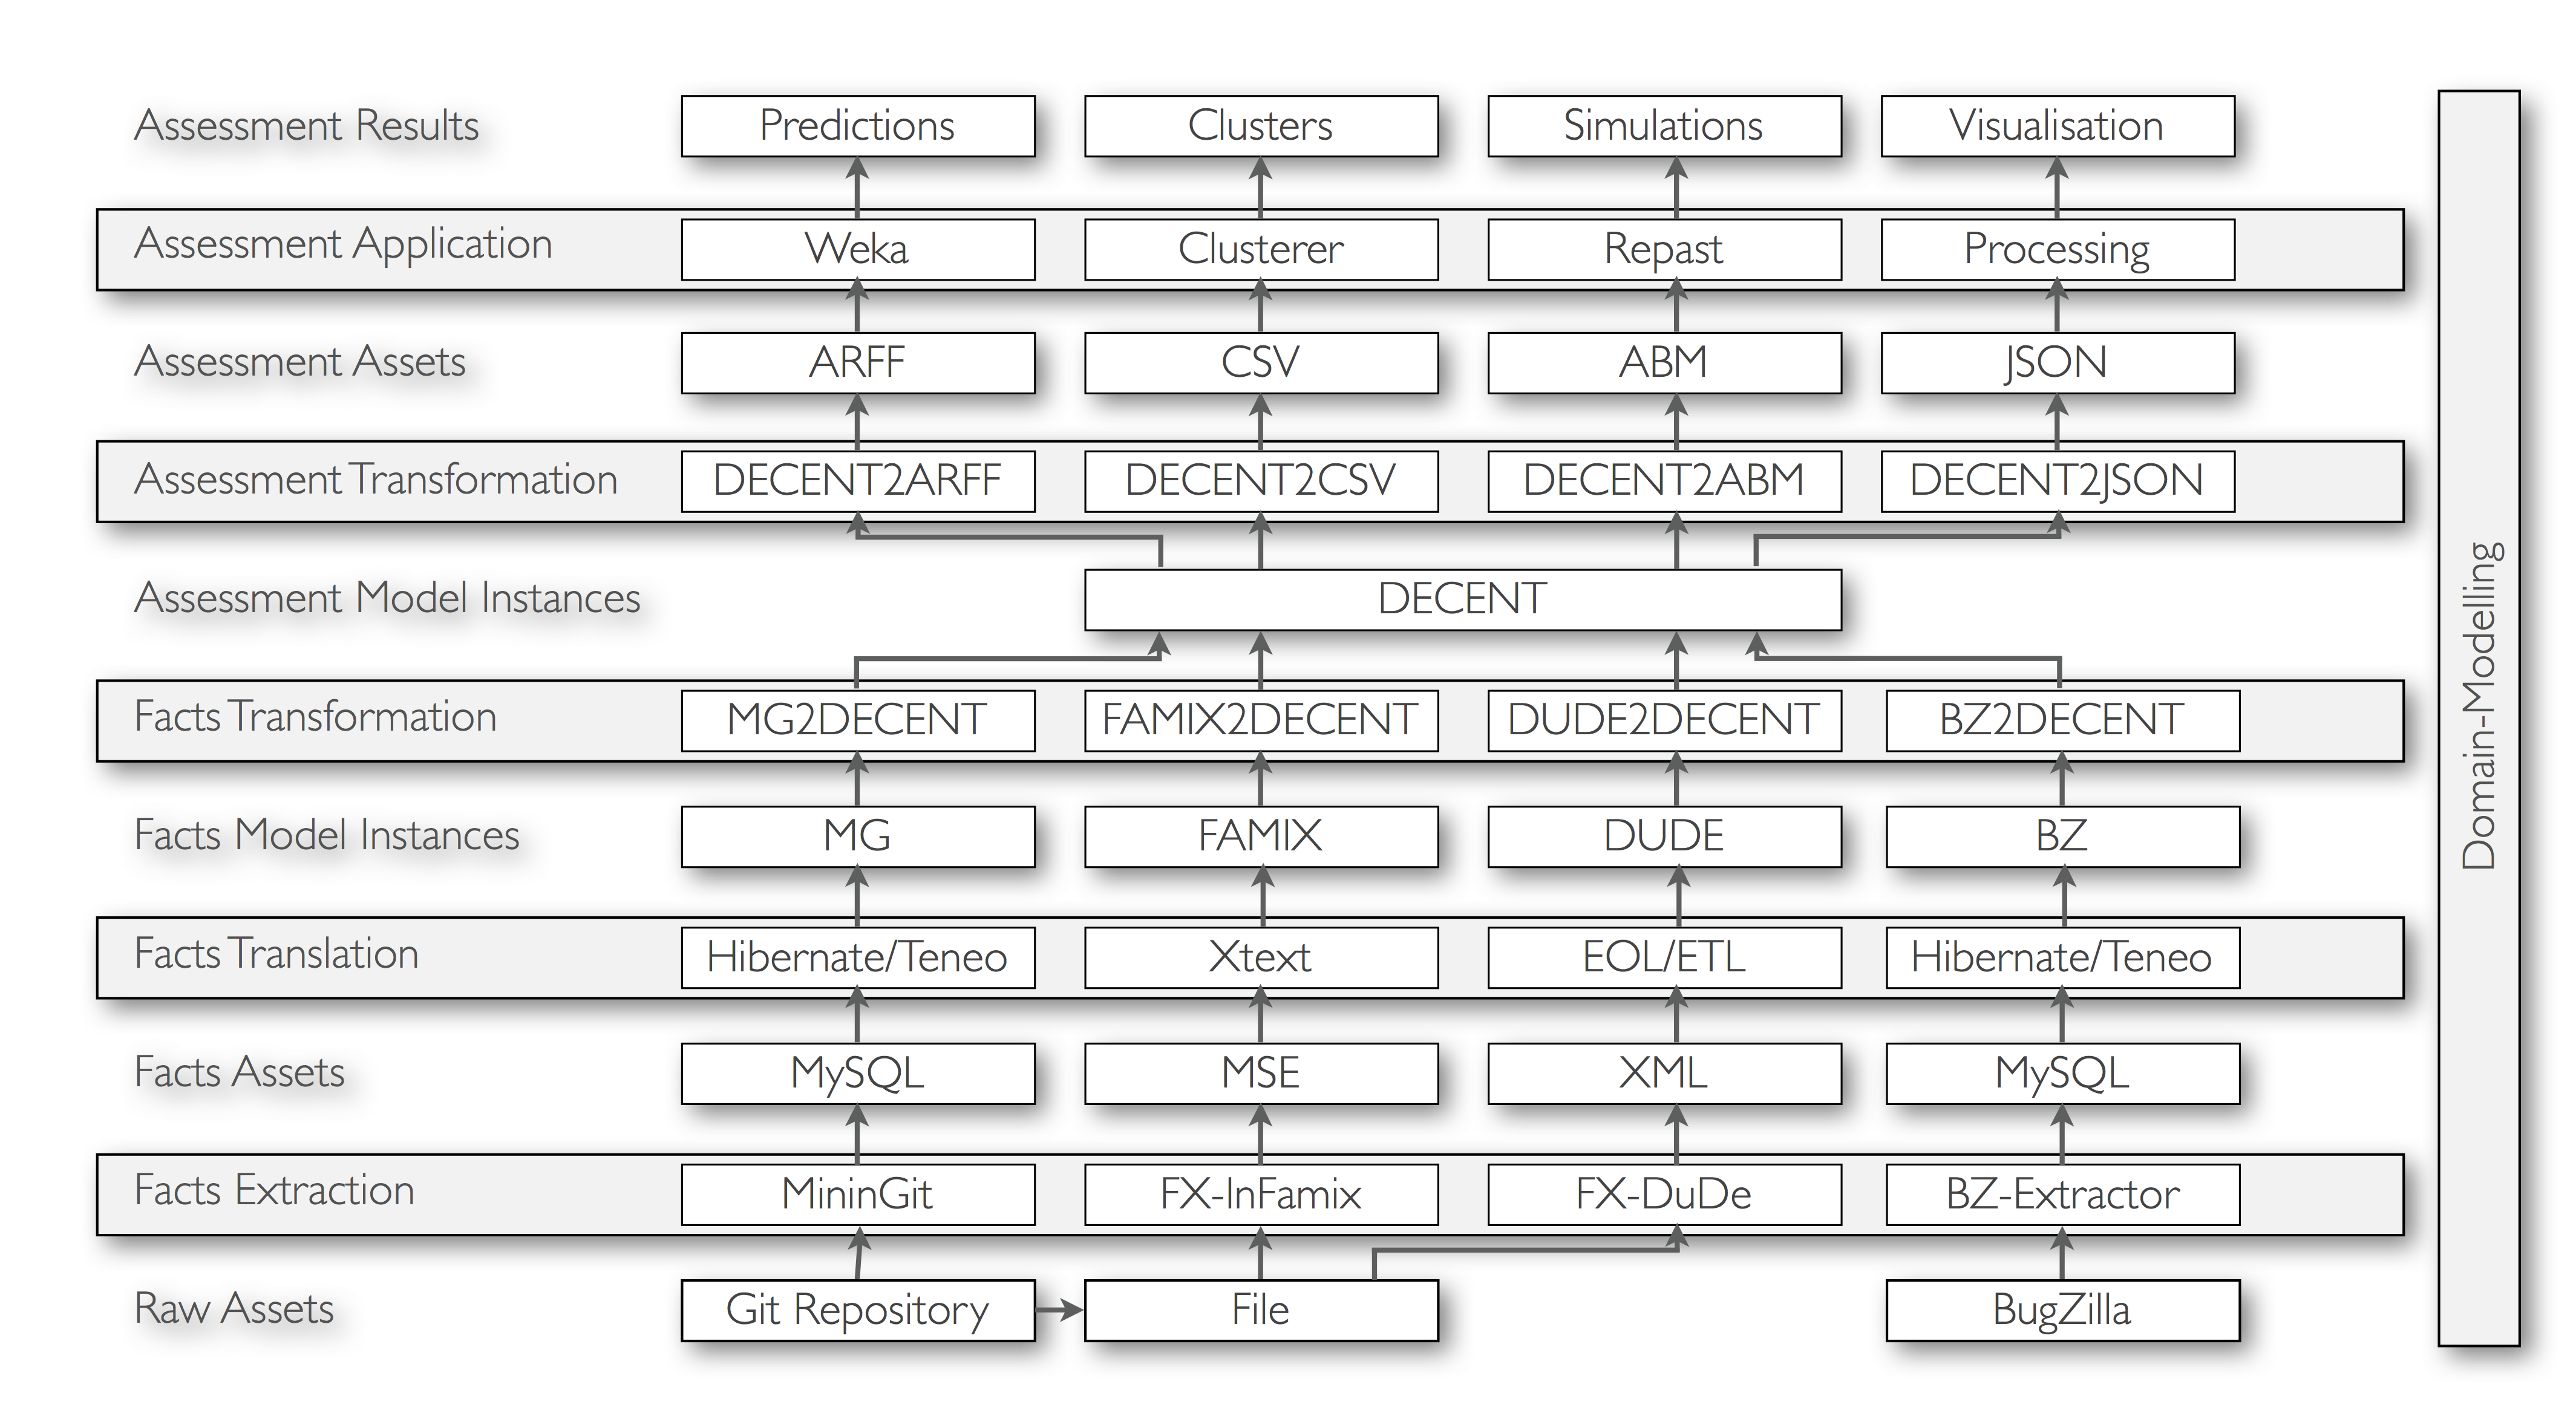 Assessment Results
Predictions
Clusters
Simulations
Visualisation
Assessment Application
Weka
Clusterer
Repast
Processing
Assessment Assets
ARFF
CSV
ABM
JSON
Assessment Transformation
DECENT2ARFF
DECENT2CSV
DECENT2ABM
DECENT2JSON
Assessment Model Instances
DECENT
Facts Transformation
MG2DECENT
FAMIX2DECENT
DUDE2DECENT
BZ2DECENT
Facts Model Instances
MG
FAMIX
DUDE
BZ
Facts Translation
Hibernate/Teneo
Xtext
EOL/ETL
Hibernate/Teneo
Facts Assets
MySQL
MSE
XML
MySQL
Facts Extraction
MininGit
FX-InFamix
FX-DuDe
BZ-Extractor
Raw Assets
Git Repository
File
BugZilla
Domain-Modelling